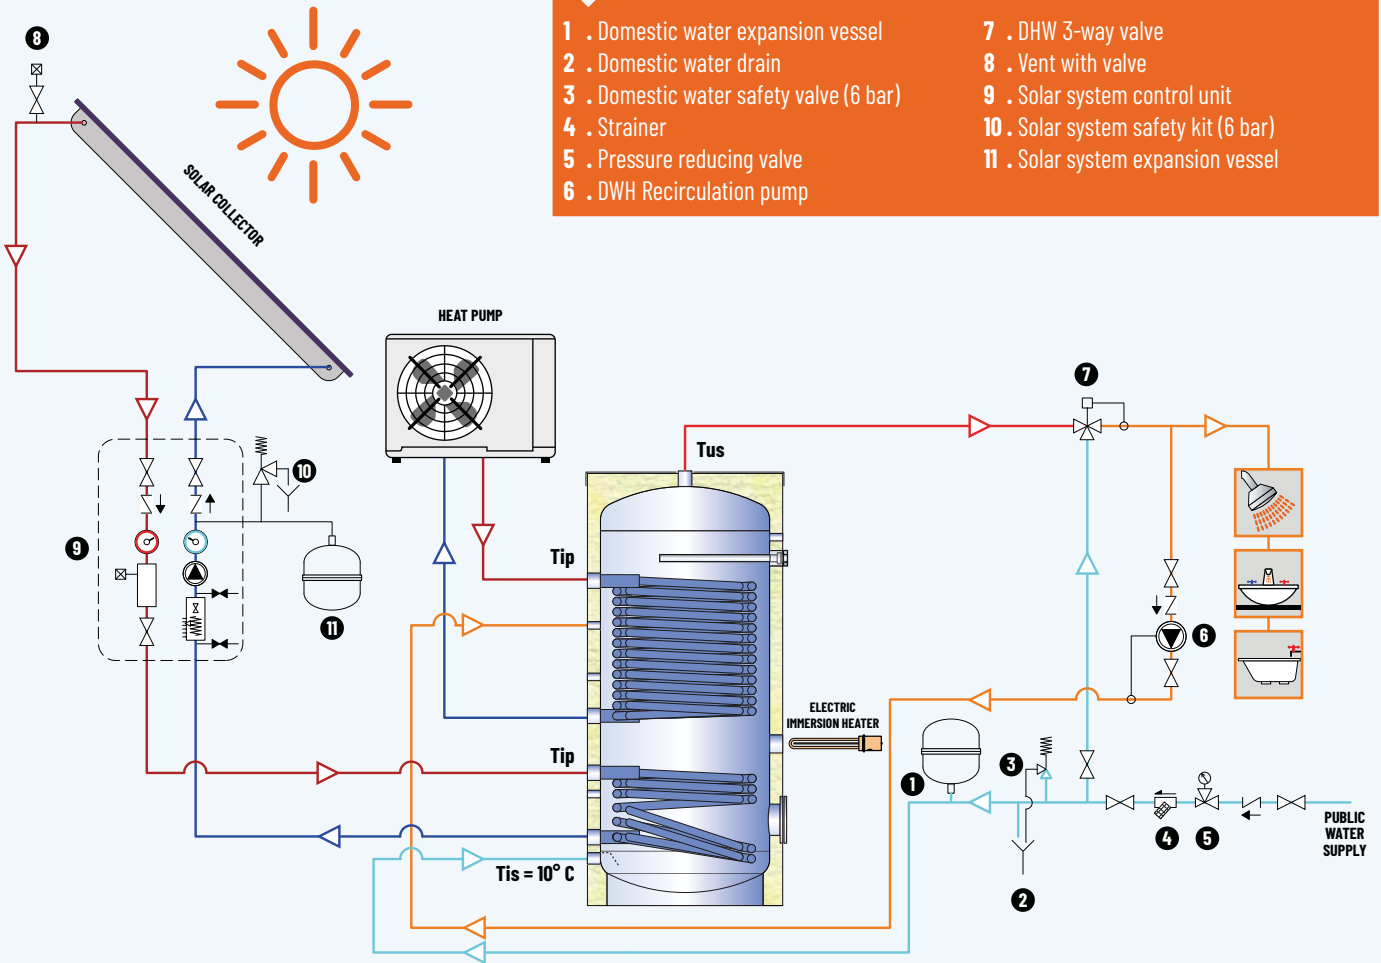 1 . Domestic water expansion vessel
2 . Domestic water drain
3 . Domestic water safety valve (6 bar)
4 . Strainer
5 . Pressure reducing valve
6 . DWH Recirculation pump
7 . DHW 3-way valve
8 . Vent with valve
9 . Solar system control unit
10 . Solar system safety kit (6 bar)
11 . Solar system expansion vessel
8
SOLAR COLLECTOR
HEAT PUMP
7
Tus
10
9
Tip
11
6
ELECTRIC
IMMERSION HEATER
Tip
3
1
4
5
PUBLIC
WATER
SUPPLY
Tis = 10° C
2